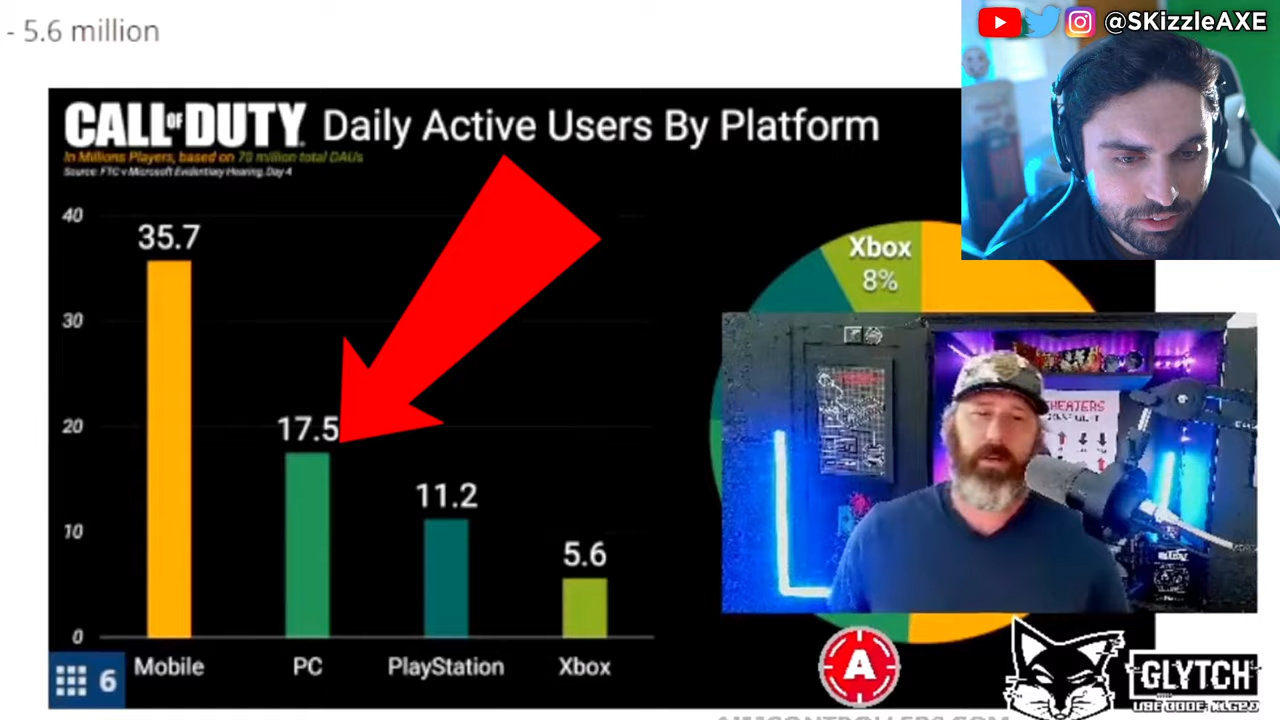 - 5.6 million
@SKizzleAXE
CALL OF DUTY Daily Active Users By Platform
In Millions Players, based on 70 million total DAUs
Source: FTC v Microsoft Evidentiary Hearing, Day 4
40
30
20
10
0
35.7
17.5
11.2
5.6
Mobile
PC
PlayStation
Xbox
Xbox
8%
CHEATERS
A
GLYTCH
6